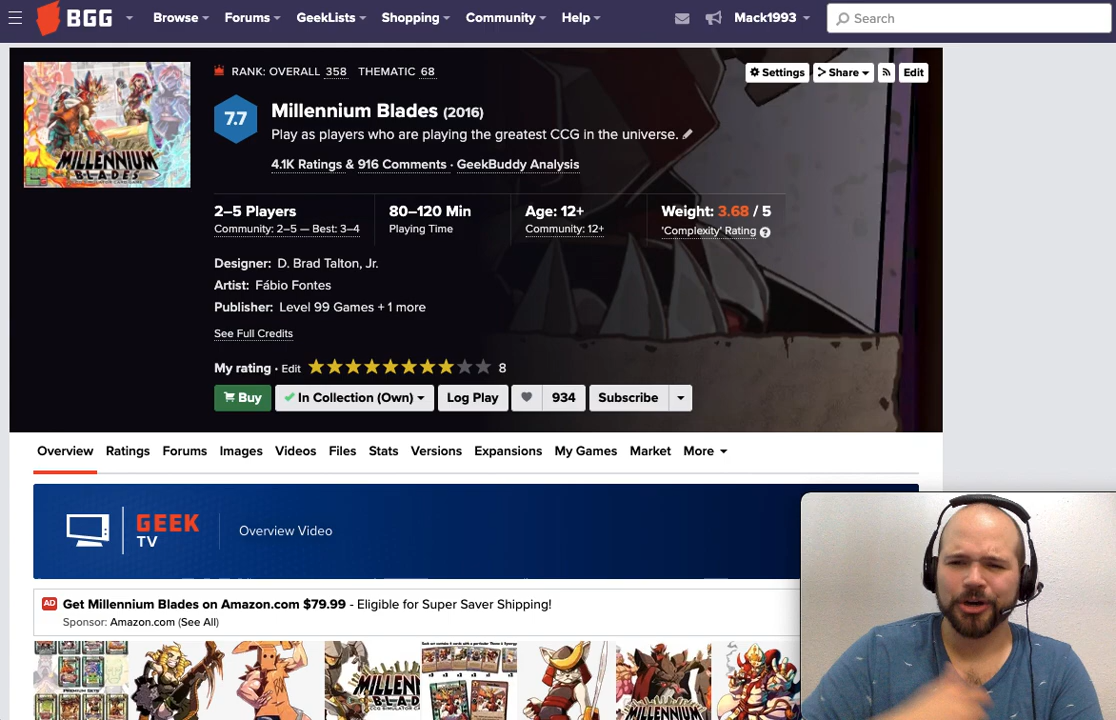 BGG Browse Forums GeekLists Shopping Community Help Mack1993 Search
RANK: OVERALL 358 THEMATIC 68
Settings Share Edit
7.7
Millennium Blades (2016)
Play as players who are playing the greatest CCG in the universe.
4.1K Ratings & 916 Comments · GeekBuddy Analysis
MILLENNIUM
BLADES
2–5 Players 80–120 Min Age: 12+ Weight: 3.68 / 5
Community: 2–5 — Best: 3–4 Playing Time Community: 12+ 'Complexity' Rating
Designer: D. Brad Talton, Jr.
Artist: Fábio Fontes
Publisher: Level 99 Games + 1 more
See Full Credits
My rating · Edit 8
Buy In Collection (Own) Log Play 934 Subscribe
Overview Ratings Forums Images Videos Files Stats Versions Expansions My Games Market More
GEEK
TV
Overview Video
AD Get Millennium Blades on Amazon.com $79.99 - Eligible for Super Saver Shipping!
Sponsor: Amazon.com (See All)